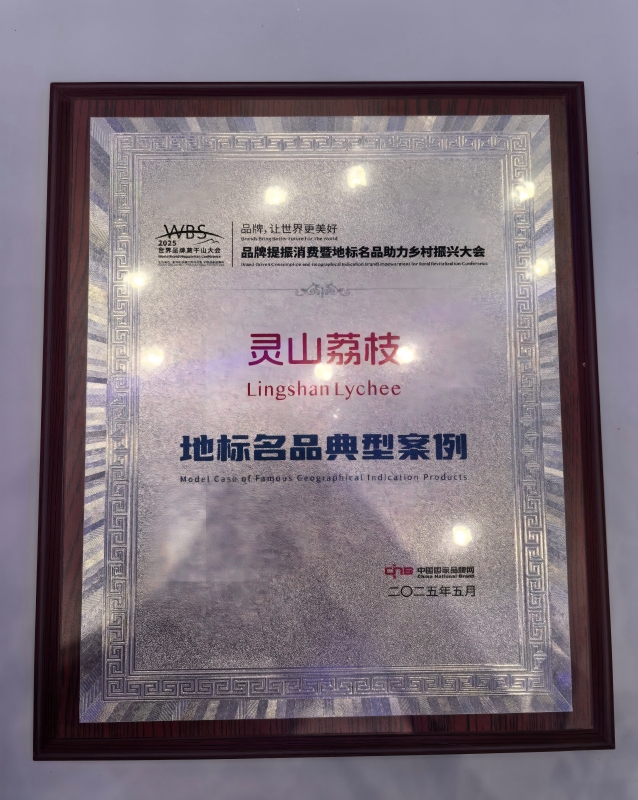 WBS
2025
世界品牌莫干山大会
World Brand Moganshan Conference
品牌，让世界更美好
品牌提振消费暨地标名品助力乡村振兴大会
灵山荔枝
Lingshan Lychee
地标名品典型案例
Model Case of Famous Geographical Indication Products
中国国家品牌网
China National Brand
二〇二五年五月